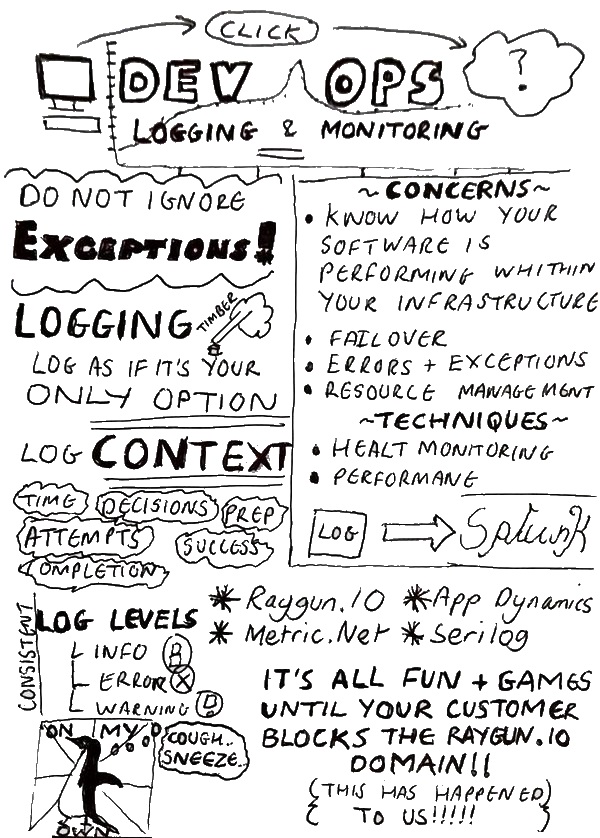 CLICK
DEV OPS
?
LOGGING & MONITORING
DO NOT IGNORE
EXCEPTIONS!
LOGGING
TIMBER
LOG AS IF IT'S YOUR
ONLY OPTION
LOG CONTEXT
TIME DECISIONS PREP
ATTEMPTS SUCCESS
COMPLETION
CONSISTENT
LOG LEVELS
INFO
ERROR X
WARNING
ON MY
OWN
COUGH..
SNEEZE..
~CONCERNS~
• KNOW HOW YOUR
SOFTWARE IS
PERFORMING WHITHIN
YOUR INFRASTRUCTURE
• FAILOVER
• ERRORS + EXCEPTIONS
• RESOURCE MANAGEMENT
~TECHNIQUES~
• HEALT MONITORING
• PERFORMANE
LOG Splunk
* Raygun.IO * App Dynamics
* Metric.Net * Serilog
IT'S ALL FUN + GAMES
UNTIL YOUR CUSTOMER
BLOCKS THE RAYGUN.IO
DOMAIN!!
(THIS HAS HAPPENED)
( TO US!!!!! )